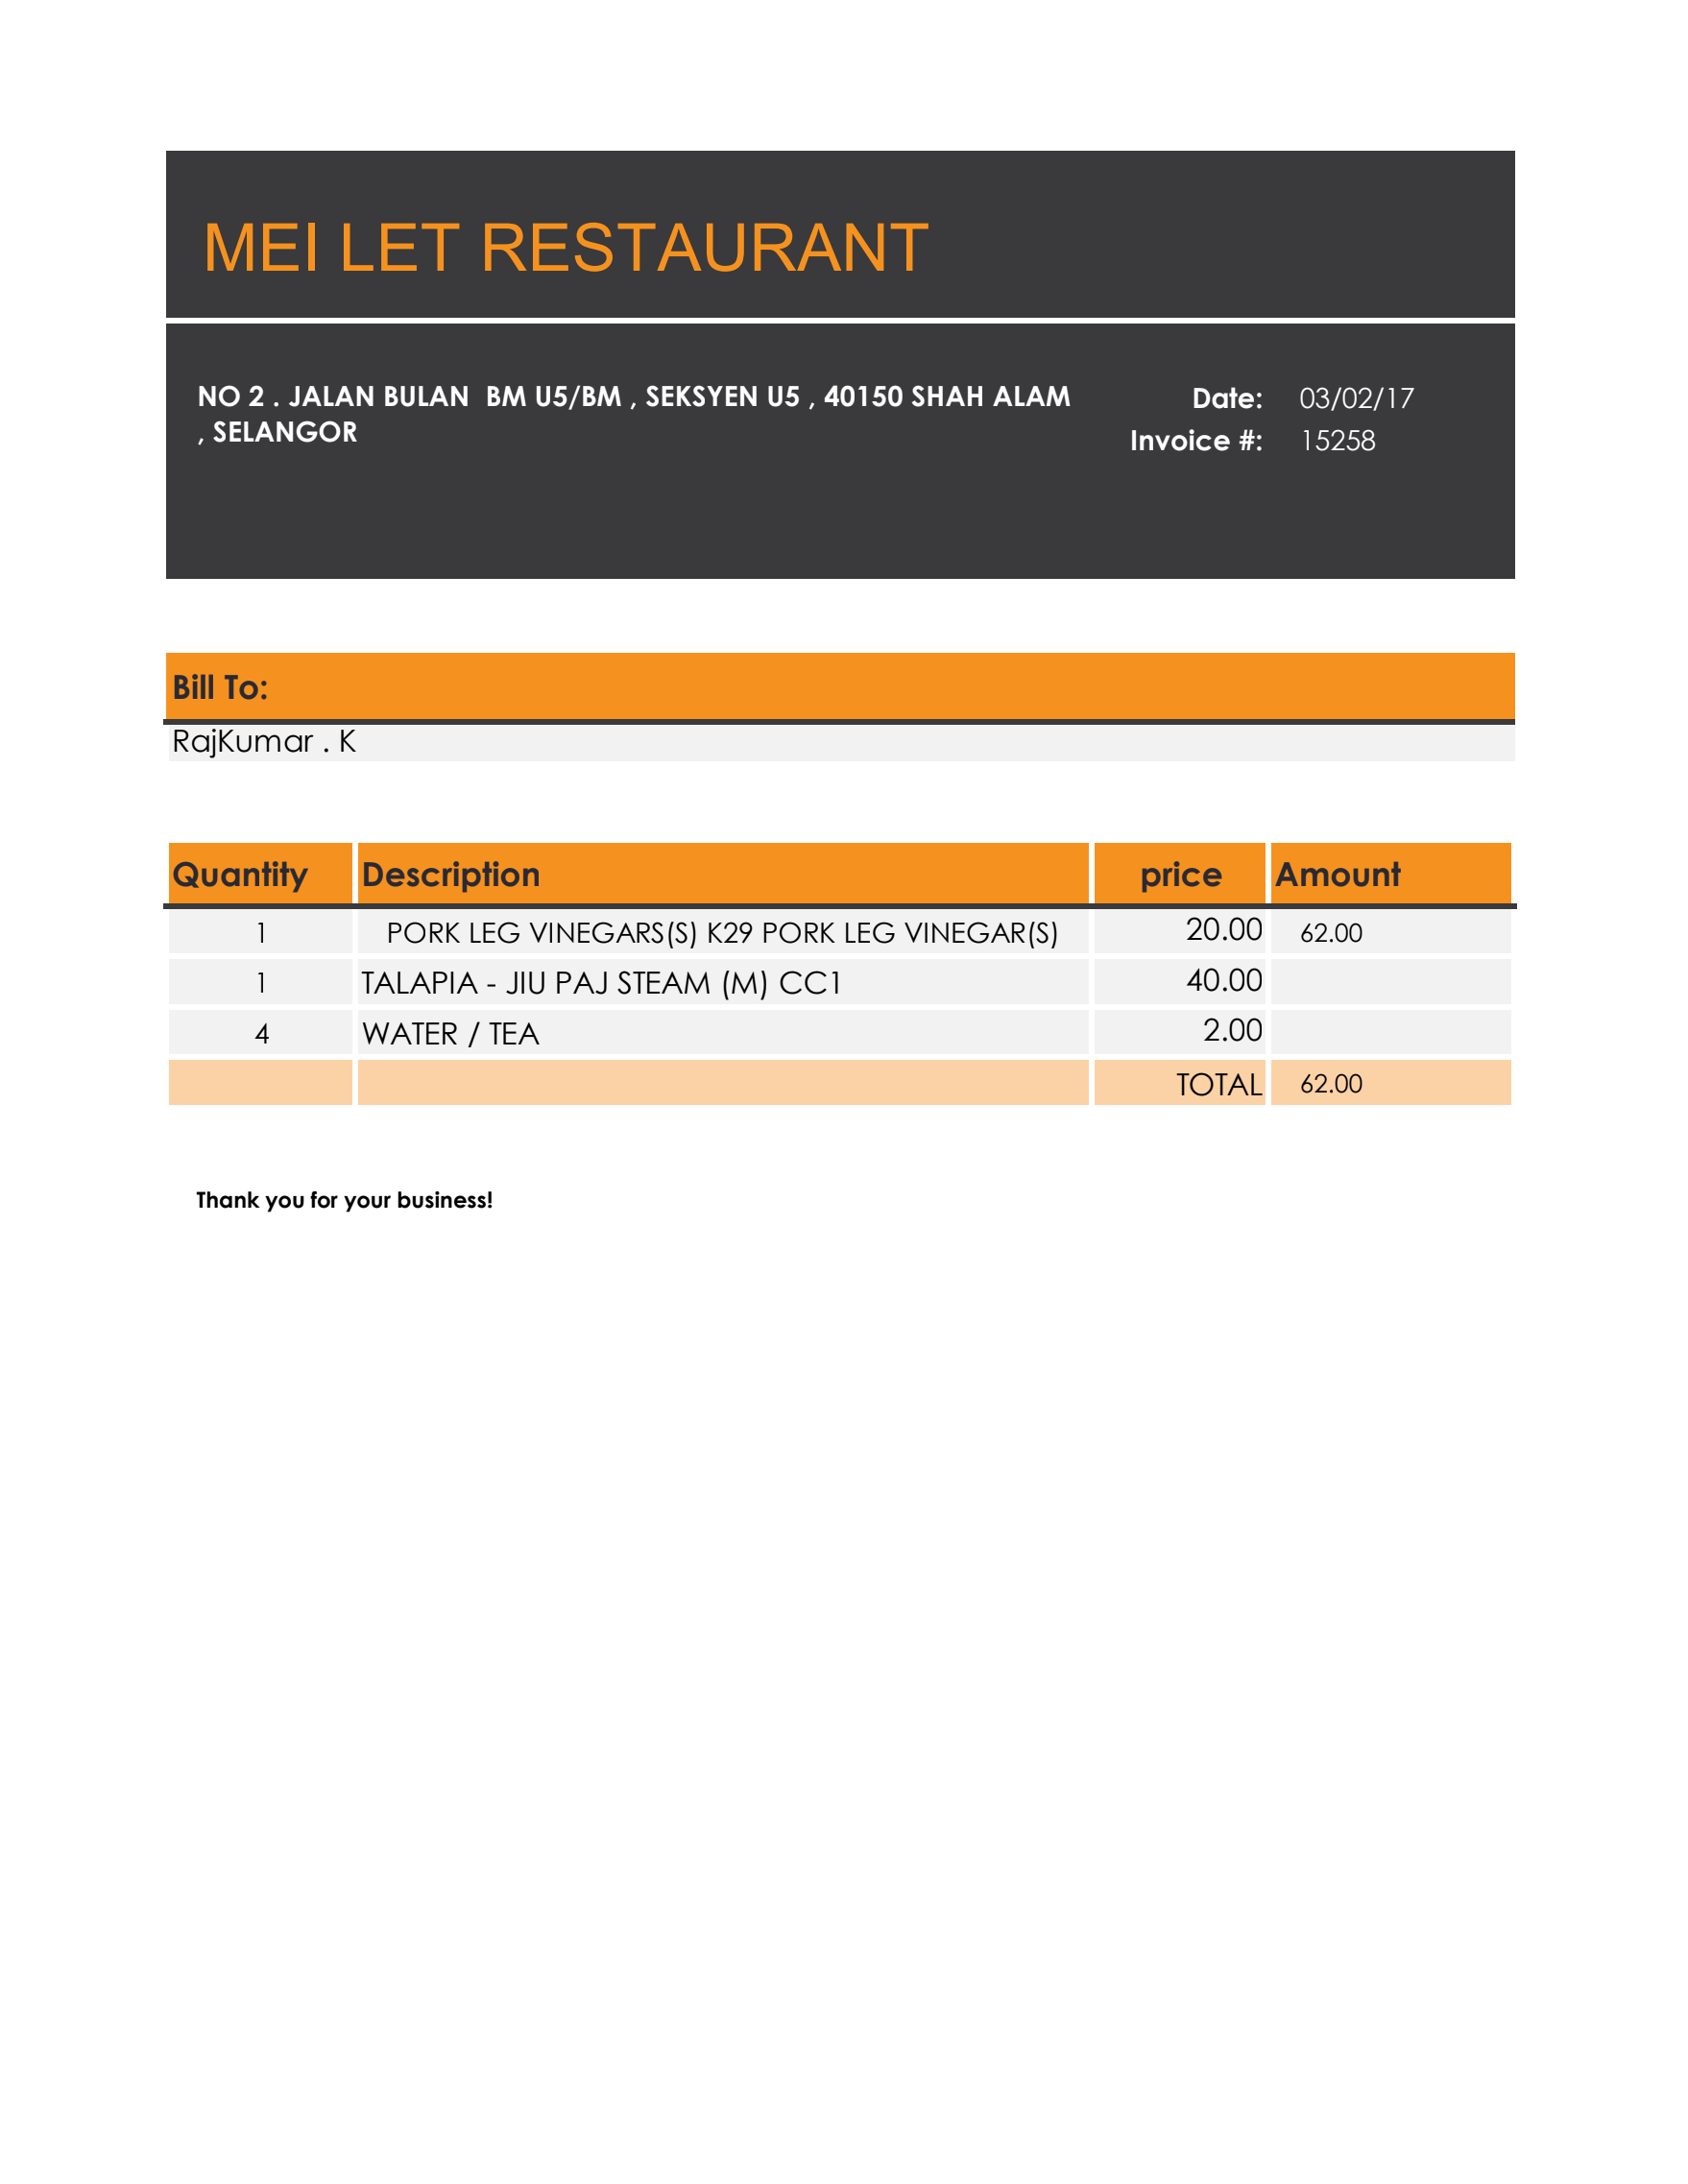 MEI LET RESTAURANT
NO 2 . JALAN BULAN  BM U5/BM , SEKSYEN U5 , 40150 SHAH ALAM
, SELANGOR
Date: 03/02/17
Invoice #: 15258
Bill To:
RajKumar . K
Quantity Description price Amount
1 PORK LEG VINEGARS(S) K29 PORK LEG VINEGAR(S) 20.00 62.00
1 TALAPIA - JIU PAJ STEAM (M) CC1 40.00
4 WATER / TEA 2.00
TOTAL 62.00
Thank you for your business!